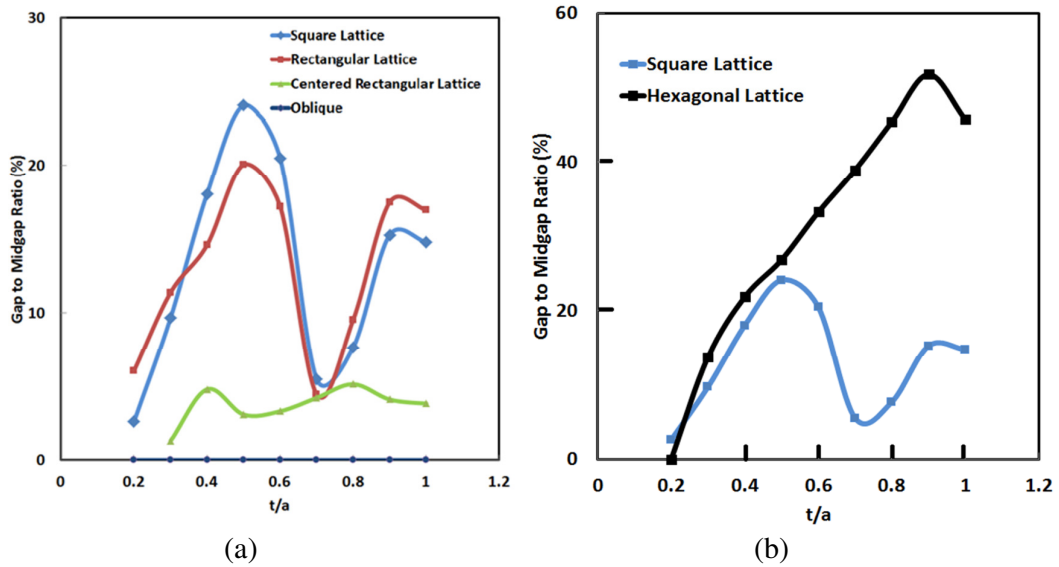 30
20
10
0
Gap to Midgap Ratio (%)
Square Lattice
Rectangular Lattice
Centered Rectangular Lattice
Oblique
0 0.2 0.4 0.6 0.8 1 1.2
t/a
(a)
60
40
20
0
Gap to Midgap Ratio (%)
Square Lattice
Hexagonal Lattice
0 0.2 0.4 0.6 0.8 1 1.2
t/a
(b)